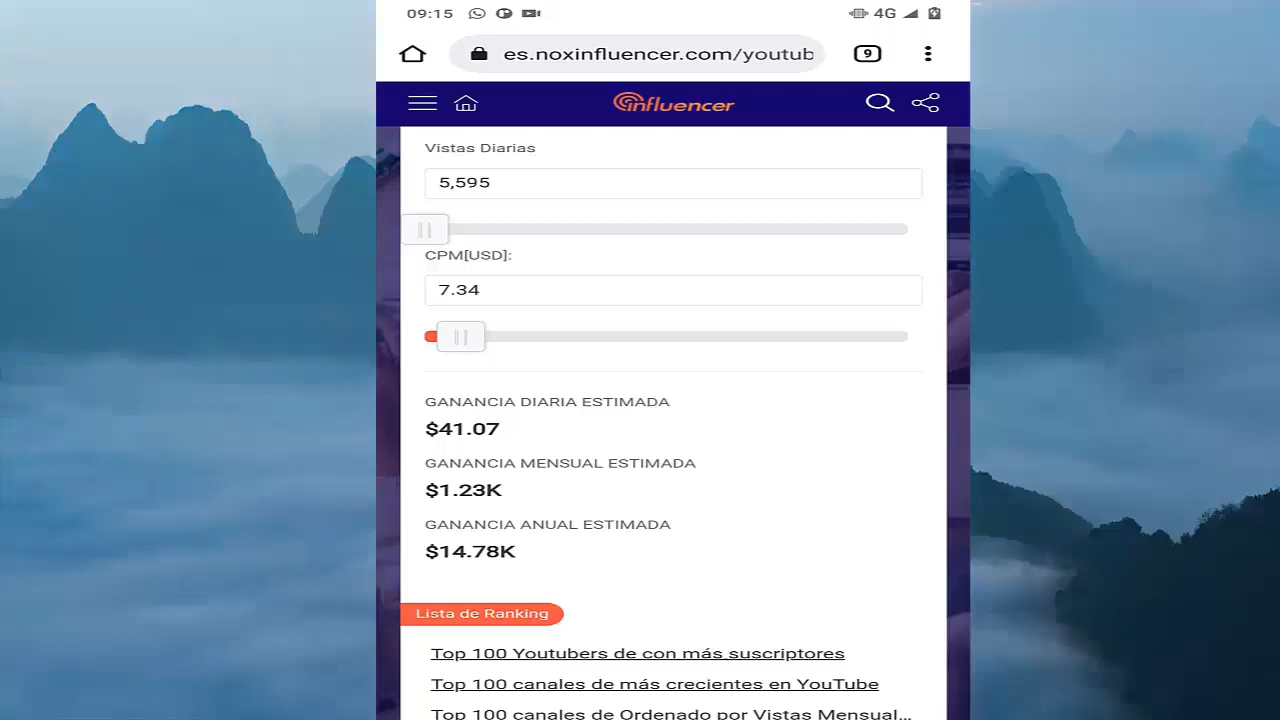 09:15
4G
es.noxinfluencer.com/youtub
9
influencer
Vistas Diarias
5,595
CPM[USD]:
7.34
GANANCIA DIARIA ESTIMADA
$41.07
GANANCIA MENSUAL ESTIMADA
$1.23K
GANANCIA ANUAL ESTIMADA
$14.78K
Lista de Ranking
Top 100 Youtubers de con más suscriptores
Top 100 canales de más crecientes en YouTube
Top 100 canales de Ordenado por Vistas Mensual...